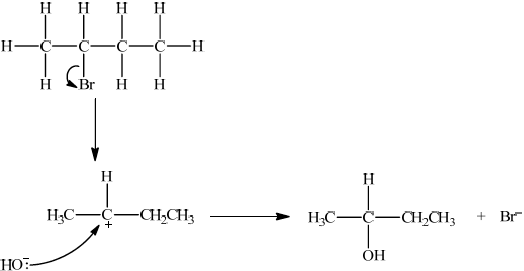 H H H H
H C C C C H
H Br H H
H
H₃C C CH₂CH₃
+
HO:⁻
H
H₃C C CH₂CH₃ + Br⁻
OH